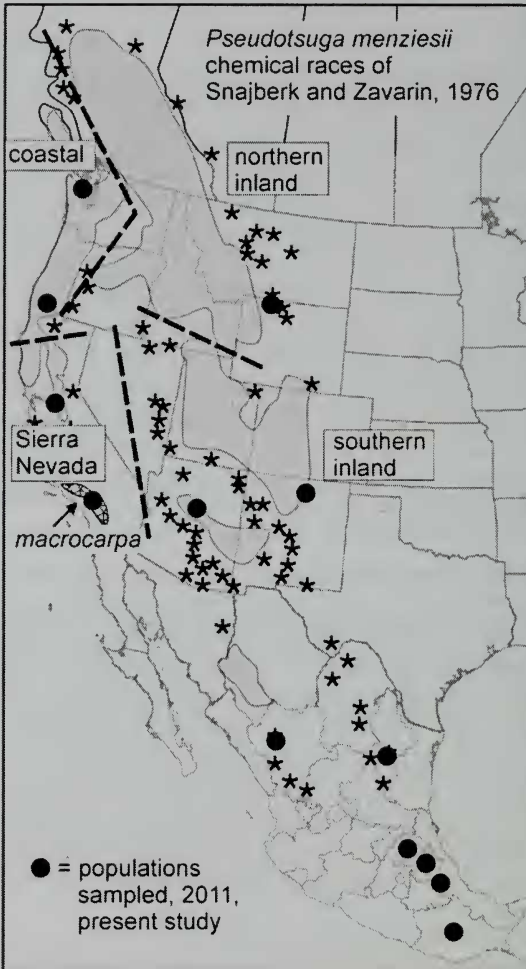 Pseudotsuga menziesii
chemical races of
Snajberk and Zavarin, 1976
coastal
northern
inland
Sierra
Nevada
southern
inland
macrocarpa
● = populations
sampled, 2011,
present study